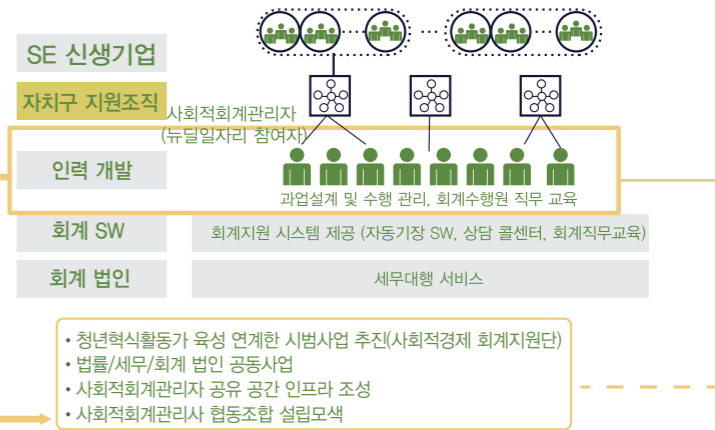 SE 신생기업
자치구 지원조직
사회적회계관리자
(뉴딜일자리 참여자)
인력 개발
과업설계 및 수행 관리, 회계수행원 직무 교육
회계 SW
회계지원 시스템 제공 (자동기장 SW, 상담 콜센터, 회계직무교육)
회계 법인
세무대행 서비스
• 청년혁식활동가 육성 연계한 시범사업 추진(사회적경제 회계지원단)
• 법률/세무/회계 법인 공동사업
• 사회적회계관리자 공유 공간 인프라 조성
• 사회적회계관리사 협동조합 설립모색